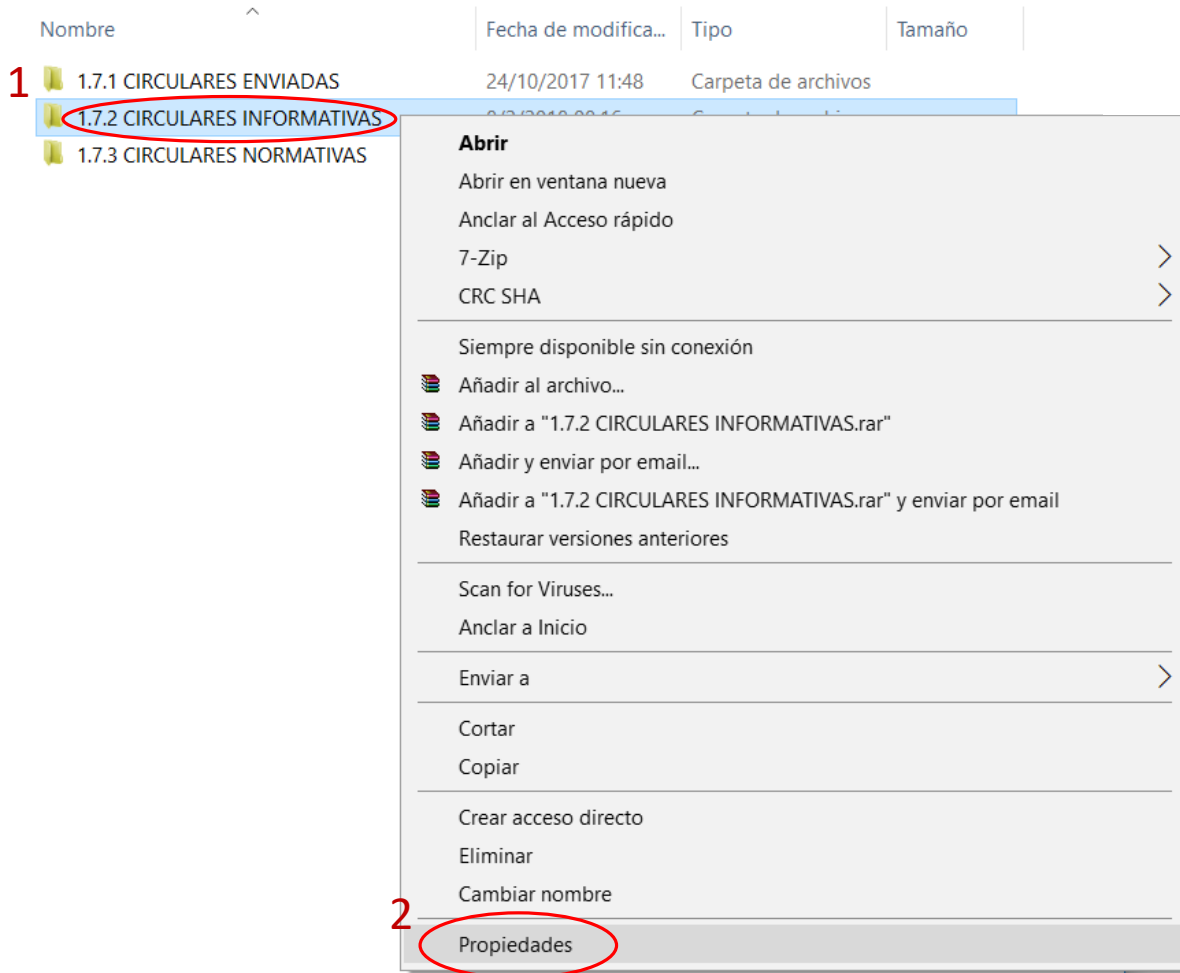 Nombre Fecha de modifica... Tipo Tamaño
1 1.7.1 CIRCULARES ENVIADAS 24/10/2017 11:48 Carpeta de archivos
1.7.2 CIRCULARES INFORMATIVAS
1.7.3 CIRCULARES NORMATIVAS
Abrir
Abrir en ventana nueva
Anclar al Acceso rápido
7-Zip
CRC SHA
Siempre disponible sin conexión
Añadir al archivo...
Añadir a "1.7.2 CIRCULARES INFORMATIVAS.rar"
Añadir y enviar por email...
Añadir a "1.7.2 CIRCULARES INFORMATIVAS.rar" y enviar por email
Restaurar versiones anteriores
Scan for Viruses...
Anclar a Inicio
Enviar a
Cortar
Copiar
Crear acceso directo
Eliminar
Cambiar nombre
2
Propiedades